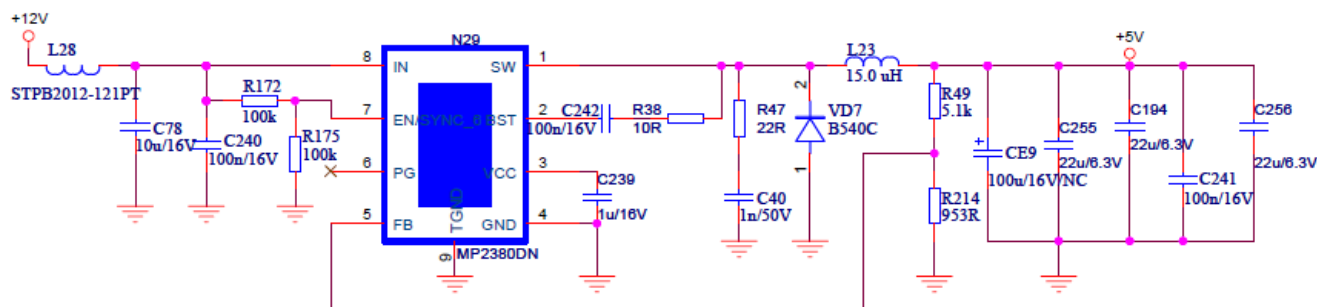 +12V
L28
STPB2012-121PT
C78
10u/16V
C240
100n/16V
R172
100k
R175
100k
N29
8
IN
SW
1
7
EN/SYNC_6
BST
2
6
PG
VCC
3
5
FB
GND
4
TGND
9
MP2380DN
C242
100n/16V
R38
10R
C239
1u/16V
R47
22R
C40
1n/50V
2
VD7
B540C
1
L23
15.0 uH
R49
5.1k
R214
953R
+5V
+
CE9
100u/16V/NC
C255
22u/6.3V
C194
22u/6.3V
C241
100n/16V
C256
22u/6.3V